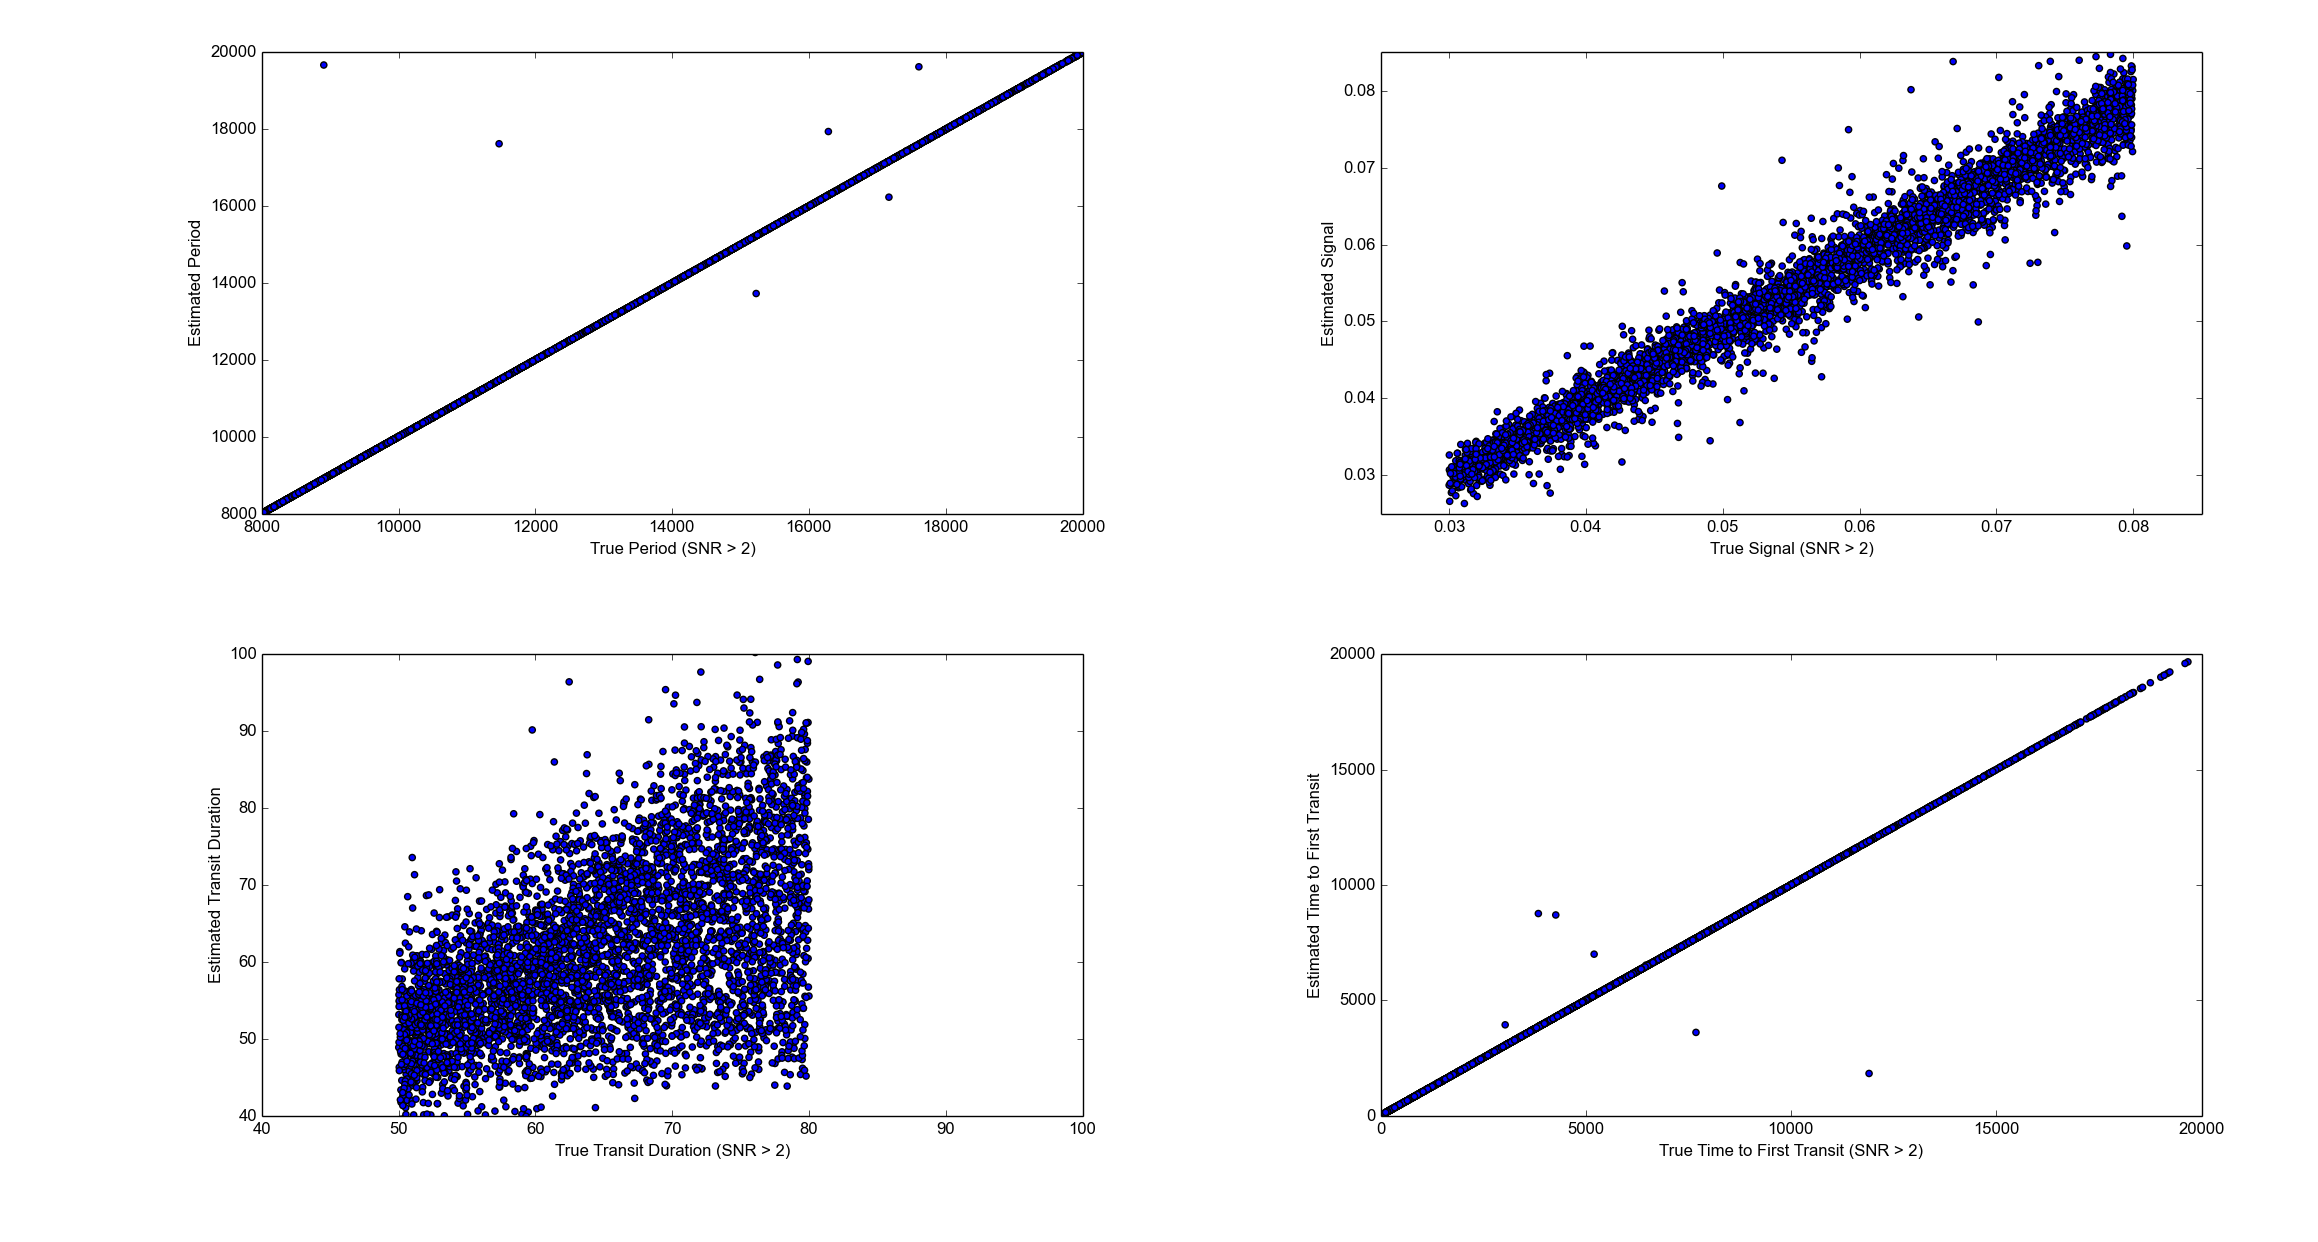 20000
18000
16000
14000
12000
10000
8000
Estimated Period
8000 10000 12000 14000 16000 18000 20000
True Period (SNR > 2)
0.08
0.07
0.06
0.05
0.04
0.03
Estimated Signal
0.03 0.04 0.05 0.06 0.07 0.08
True Signal (SNR > 2)
100
90
80
70
60
50
40
Estimated Transit Duration
40 50 60 70 80 90 100
True Transit Duration (SNR > 2)
20000
15000
10000
5000
0
Estimated Time to First Transit
0 5000 10000 15000 20000
True Time to First Transit (SNR > 2)